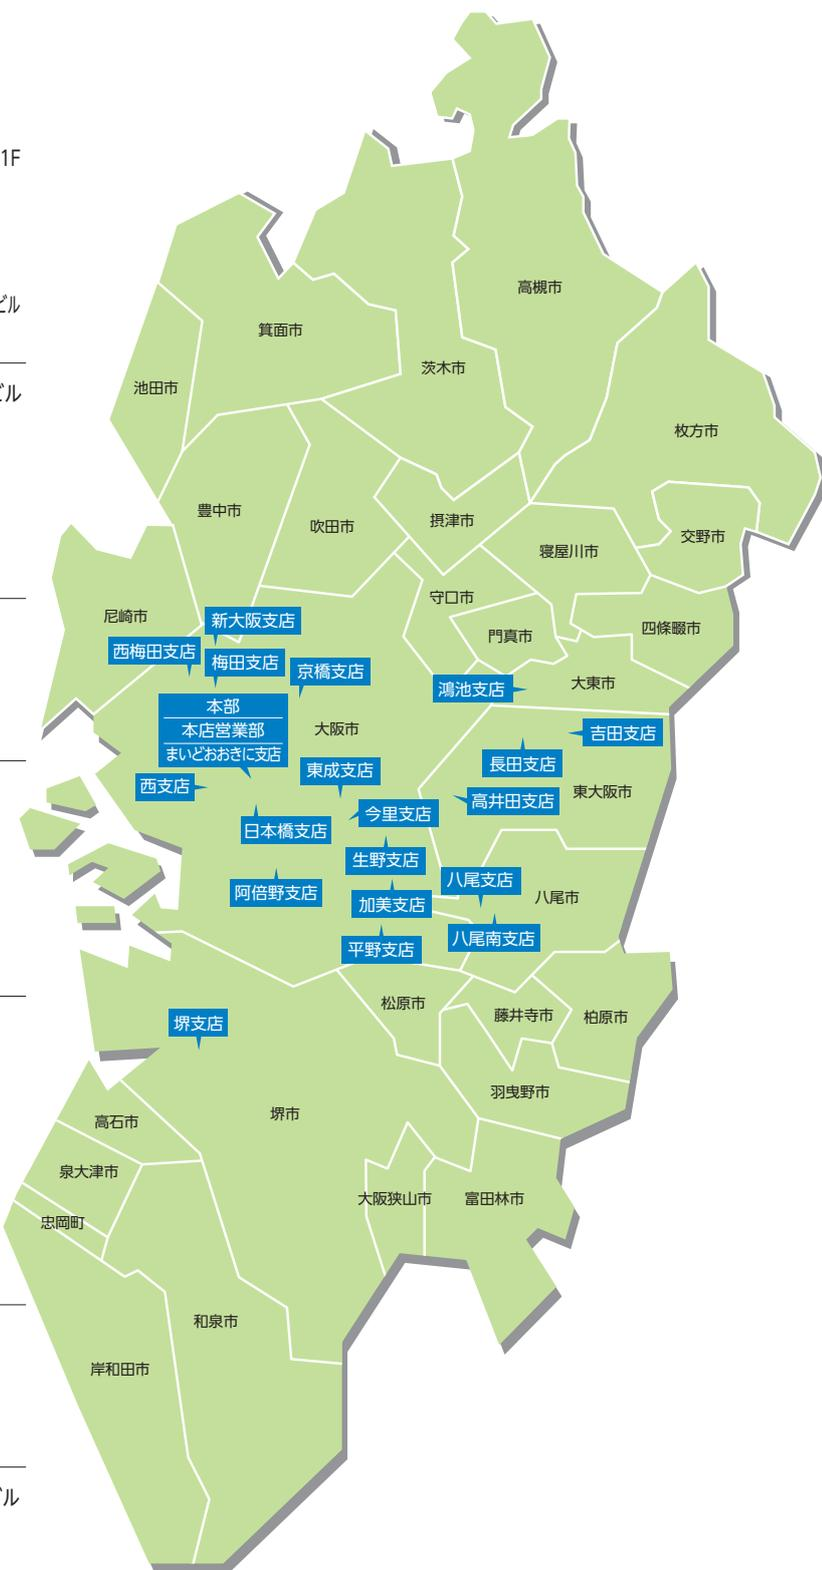 1F
ビル
ビル
高槻市
箕面市
茨木市
池田市
枚方市
豊中市
吹田市
摂津市
交野市
寝屋川市
守口市
尼崎市
新大阪支店
門真市
四條畷市
西梅田支店
梅田支店
京橋支店
鴻池支店
大東市
本部
本店営業部
まいどおおきに支店
大阪市
吉田支店
長田支店
東成支店
西支店
東大阪市
高井田支店
今里支店
日本橋支店
生野支店
八尾支店
阿倍野支店
加美支店
八尾市
八尾南支店
平野支店
松原市
藤井寺市
柏原市
堺支店
羽曳野市
堺市
高石市
泉大津市
大阪狭山市
富田林市
忠岡町
和泉市
岸和田市
ビル